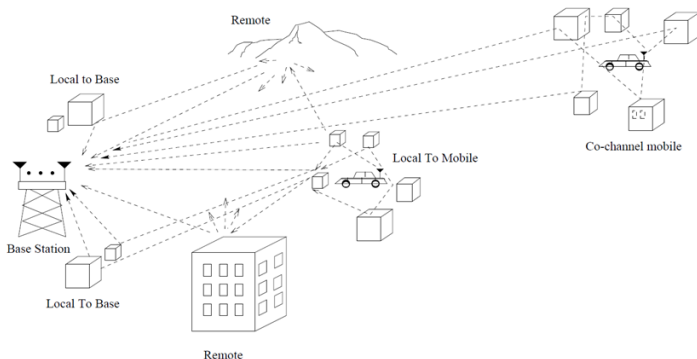 Remote
Local to Base
Co-channel mobile
Local To Mobile
Base Station
Local To Base
Remote